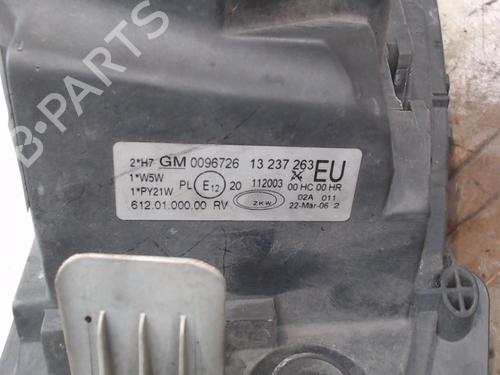 2*H7 GM 0096726 13 237 263 EU
1*W5W
1*PY21W PL E12 20 112003 00 HC 00 HR
02A 011
612.01.000.00 RV ZKW 22-Mar-06 2
B-PARTS